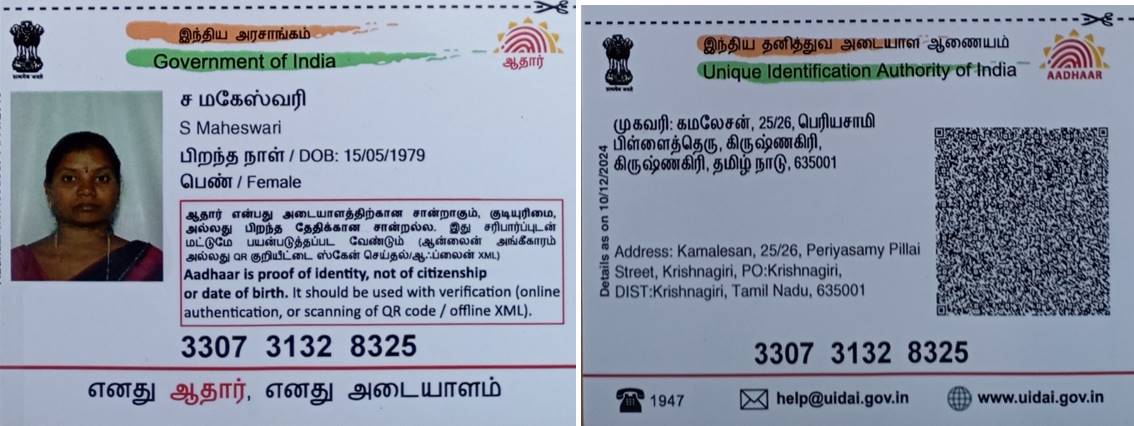 இந்திய அரசாங்கம்
Government of India
ஆதார்
ச மகேஸ்வரி
S Maheswari
பிறந்த நாள் / DOB: 15/05/1979
பெண் / Female
ஆதார் என்பது அடையாளத்திற்கான சான்றாகும், குடியுரிமை,
அல்லது பிறந்த தேதிக்கான சான்றல்ல. இது சரிபார்ப்புடன்
மட்டுமே பயன்படுத்தப்பட வேண்டும் (ஆன்லைன் அங்கீகாரம்
அல்லது QR குறியீட்டை ஸ்கேன் செய்தல்/ஆஃப்லைன் XML)
Aadhaar is proof of identity, not of citizenship
or date of birth. It should be used with verification (online
authentication, or scanning of QR code / offline XML).
3307 3132 8325
எனது ஆதார், எனது அடையாளம்
இந்திய தனித்துவ அடையாள ஆணையம்
Unique Identification Authority of India
AADHAAR
Details as on 10/12/2024
முகவரி: கமலேசன், 25/26, பெரியசாமி
பிள்ளைத்தெரு, கிருஷ்ணகிரி,
கிருஷ்ணகிரி, தமிழ் நாடு, 635001
Address: Kamalesan, 25/26, Periyasamy Pillai
Street, Krishnagiri, PO:Krishnagiri,
DIST:Krishnagiri, Tamil Nadu, 635001
3307 3132 8325
1947
help@uidai.gov.in
www.uidai.gov.in